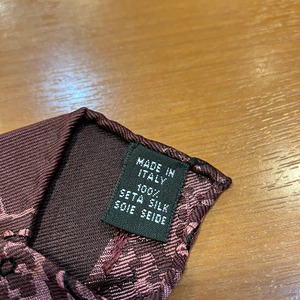 MADE IN
ITALY
100%
SETA SILK
SOIE SEIDE